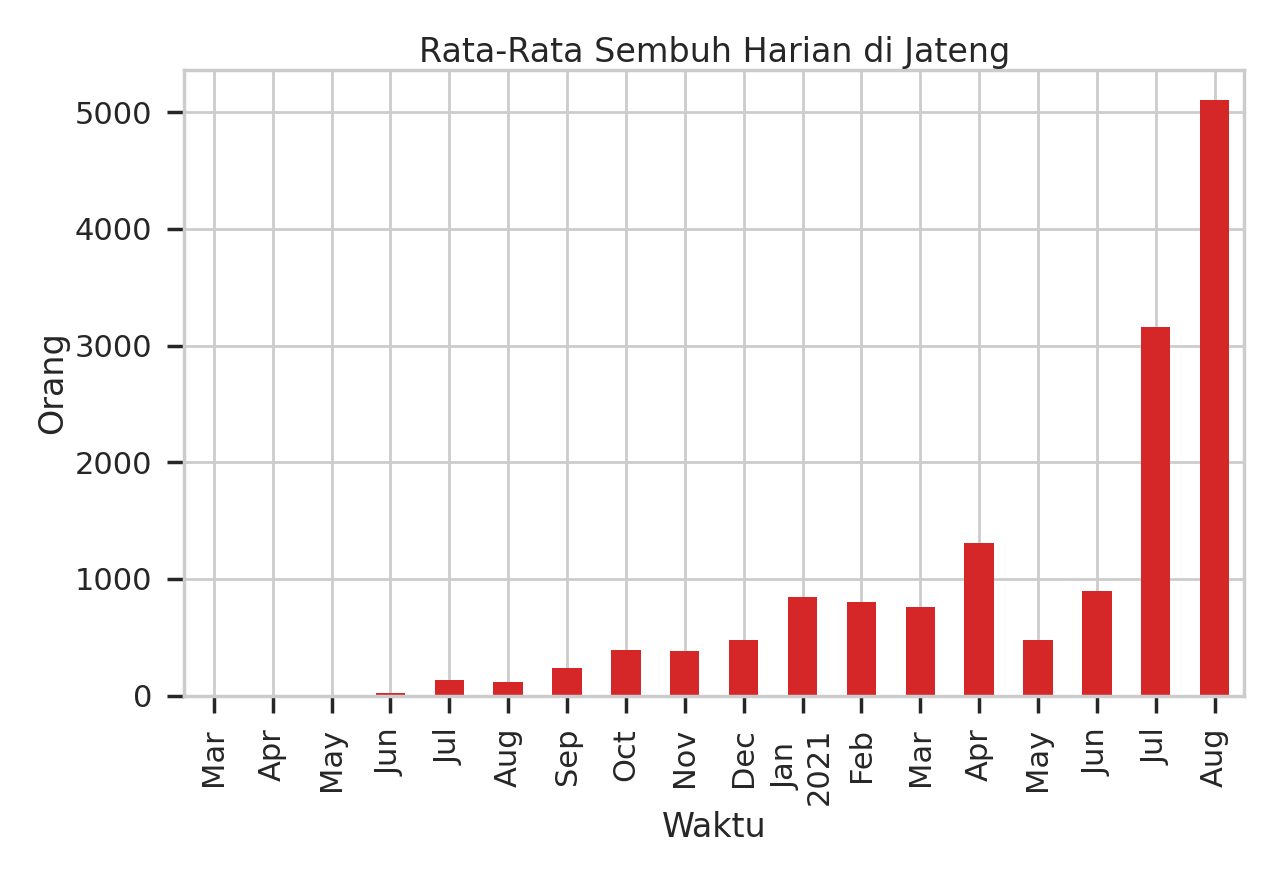 Rata-Rata Sembuh Harian di Jateng
5000
4000
3000
2000
1000
0
Orang
Mar
Apr
May
Jun
Jul
Aug
Sep
Oct
Nov
Dec
Jan
2021
Feb
Mar
Apr
May
Jun
Jul
Aug
Waktu